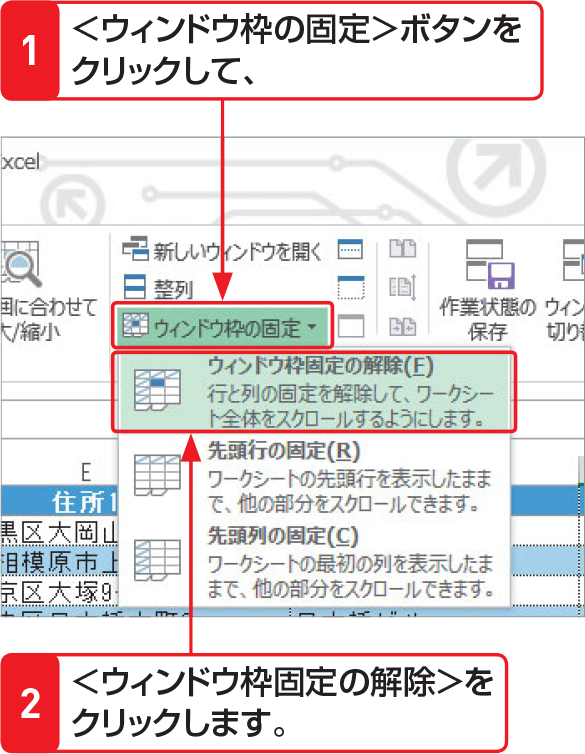 1
<ウィンドウ枠の固定>ボタンを
クリックして、
xcel
新しいウィンドウを開く
整列
ウィンドウ枠の固定
囲に合わせて
大/縮小
作業状態の
保存
ウィン
切り
ウィンドウ枠固定の解除(F)
行と列の固定を解除して、ワークシー
ト全体をスクロールするようにします。
先頭行の固定(R)
ワークシートの先頭行を表示したまま
で、他の部分をスクロールできます。
先頭列の固定(C)
ワークシートの最初の列を表示したま
まで、他の部分をスクロールできます。
E
住所1
黒区大岡山
相模原市上
京区大塚9
2
<ウィンドウ枠固定の解除>を
クリックします。